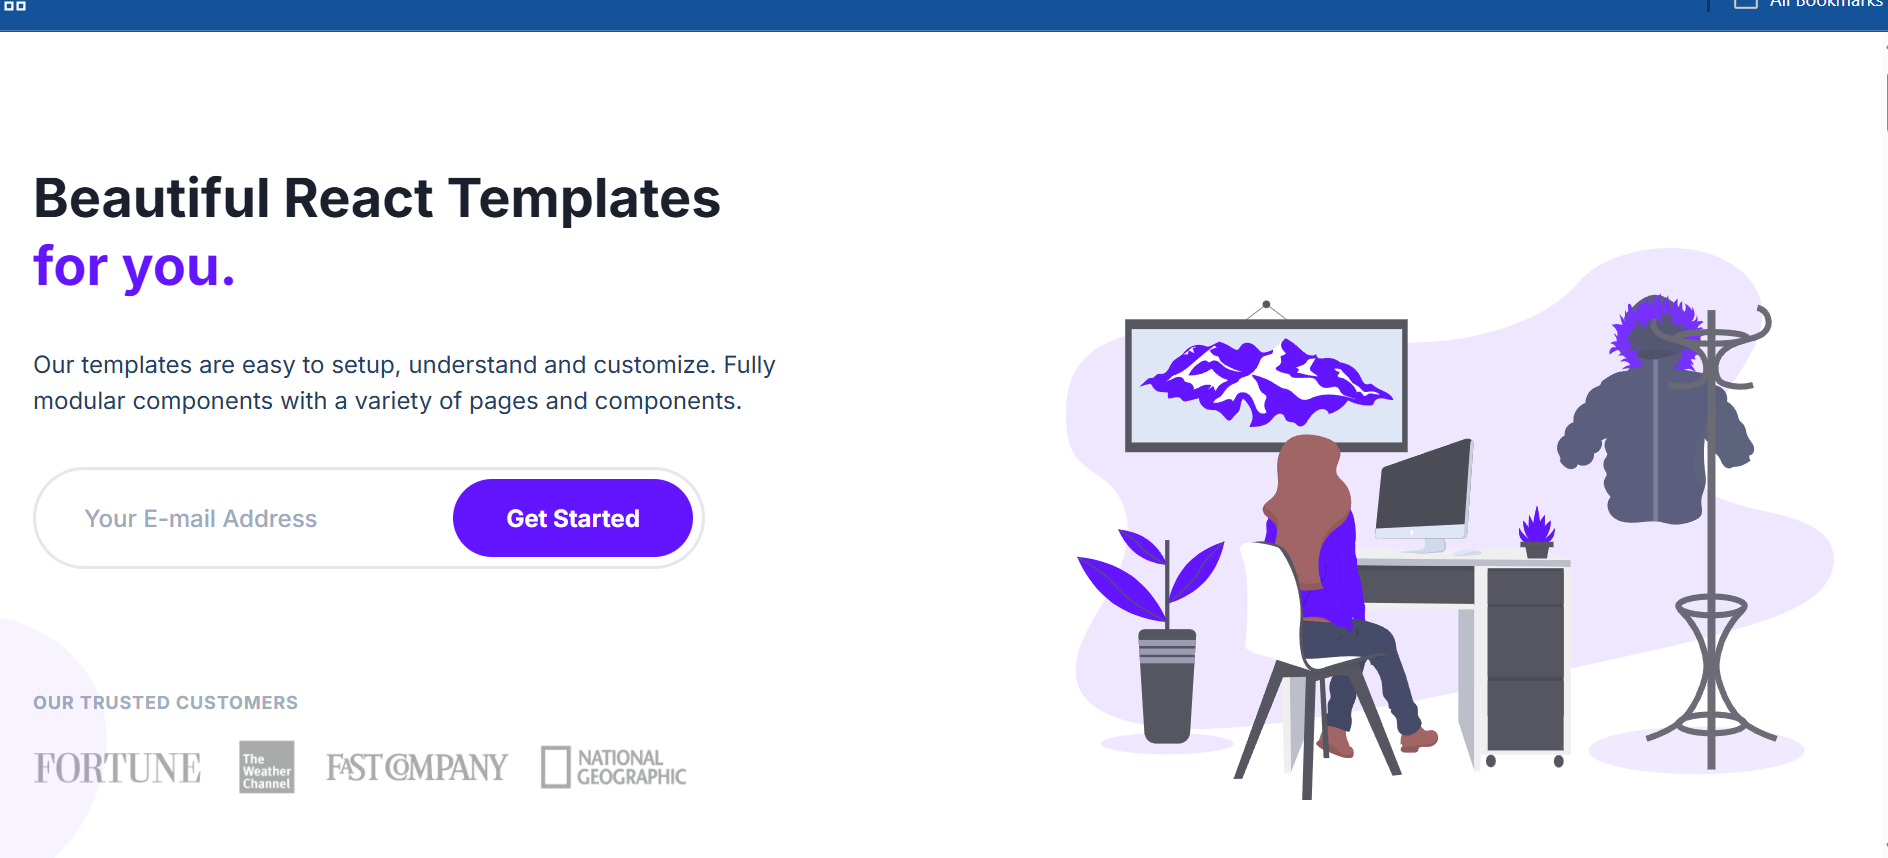 All Bookmarks
Beautiful React Templates
for you.
Our templates are easy to setup, understand and customize. Fully
modular components with a variety of pages and components.
Your E-mail Address
Get Started
OUR TRUSTED CUSTOMERS
FORTUNE
The
Weather
Channel
FAST COMPANY
NATIONAL
GEOGRAPHIC